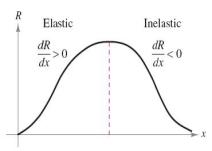 R
Elastic Inelastic
dR/dx > 0 dR/dx < 0
x